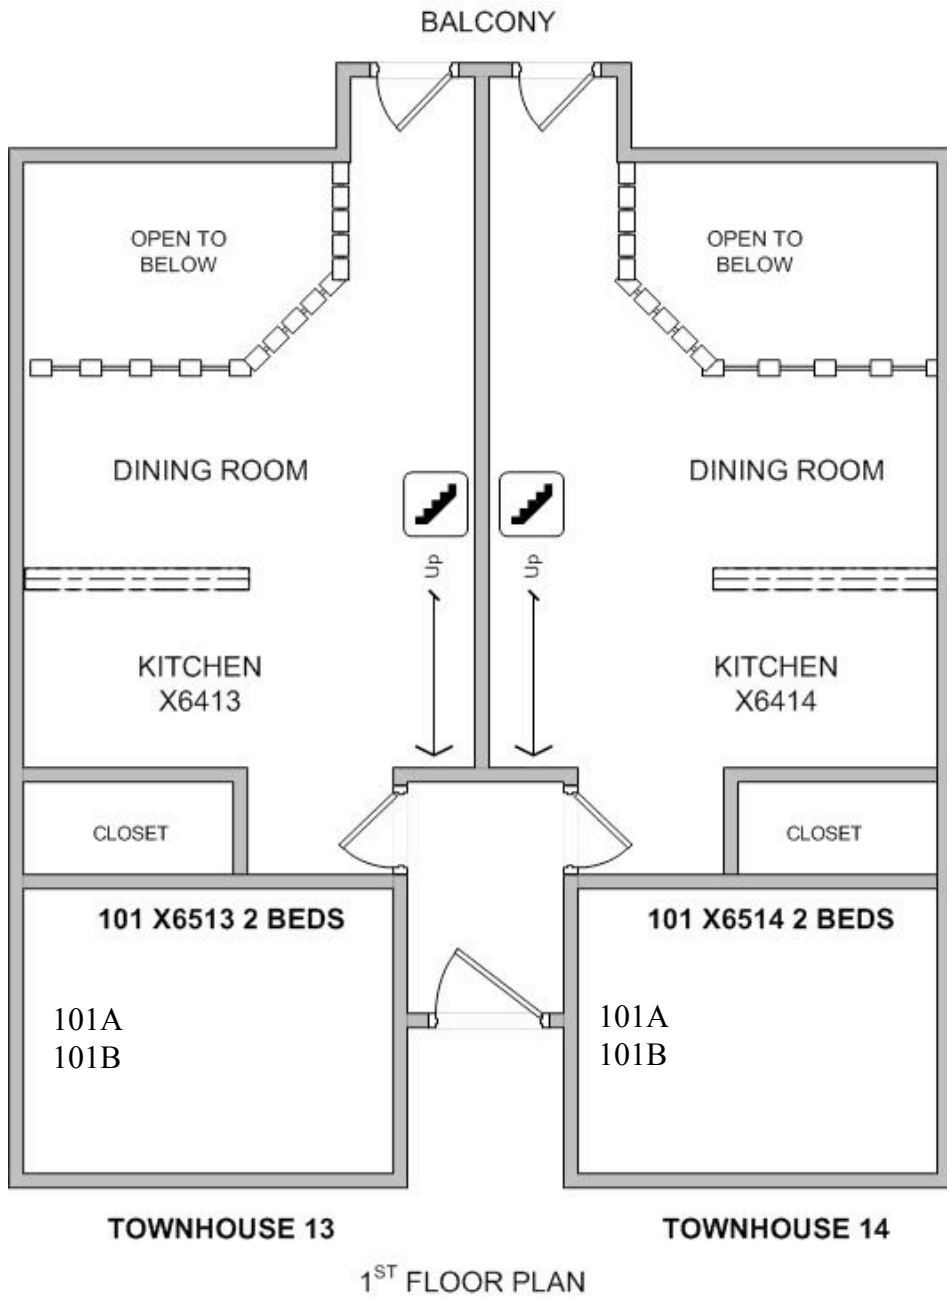 BALCONY
OPEN TO
BELOW
OPEN TO
BELOW
DINING ROOM
DINING ROOM
Up
Up
KITCHEN
X6413
KITCHEN
X6414
CLOSET
CLOSET
101 X6513 2 BEDS
101 X6514 2 BEDS
101A
101B
101A
101B
TOWNHOUSE 13
TOWNHOUSE 14
1ST FLOOR PLAN